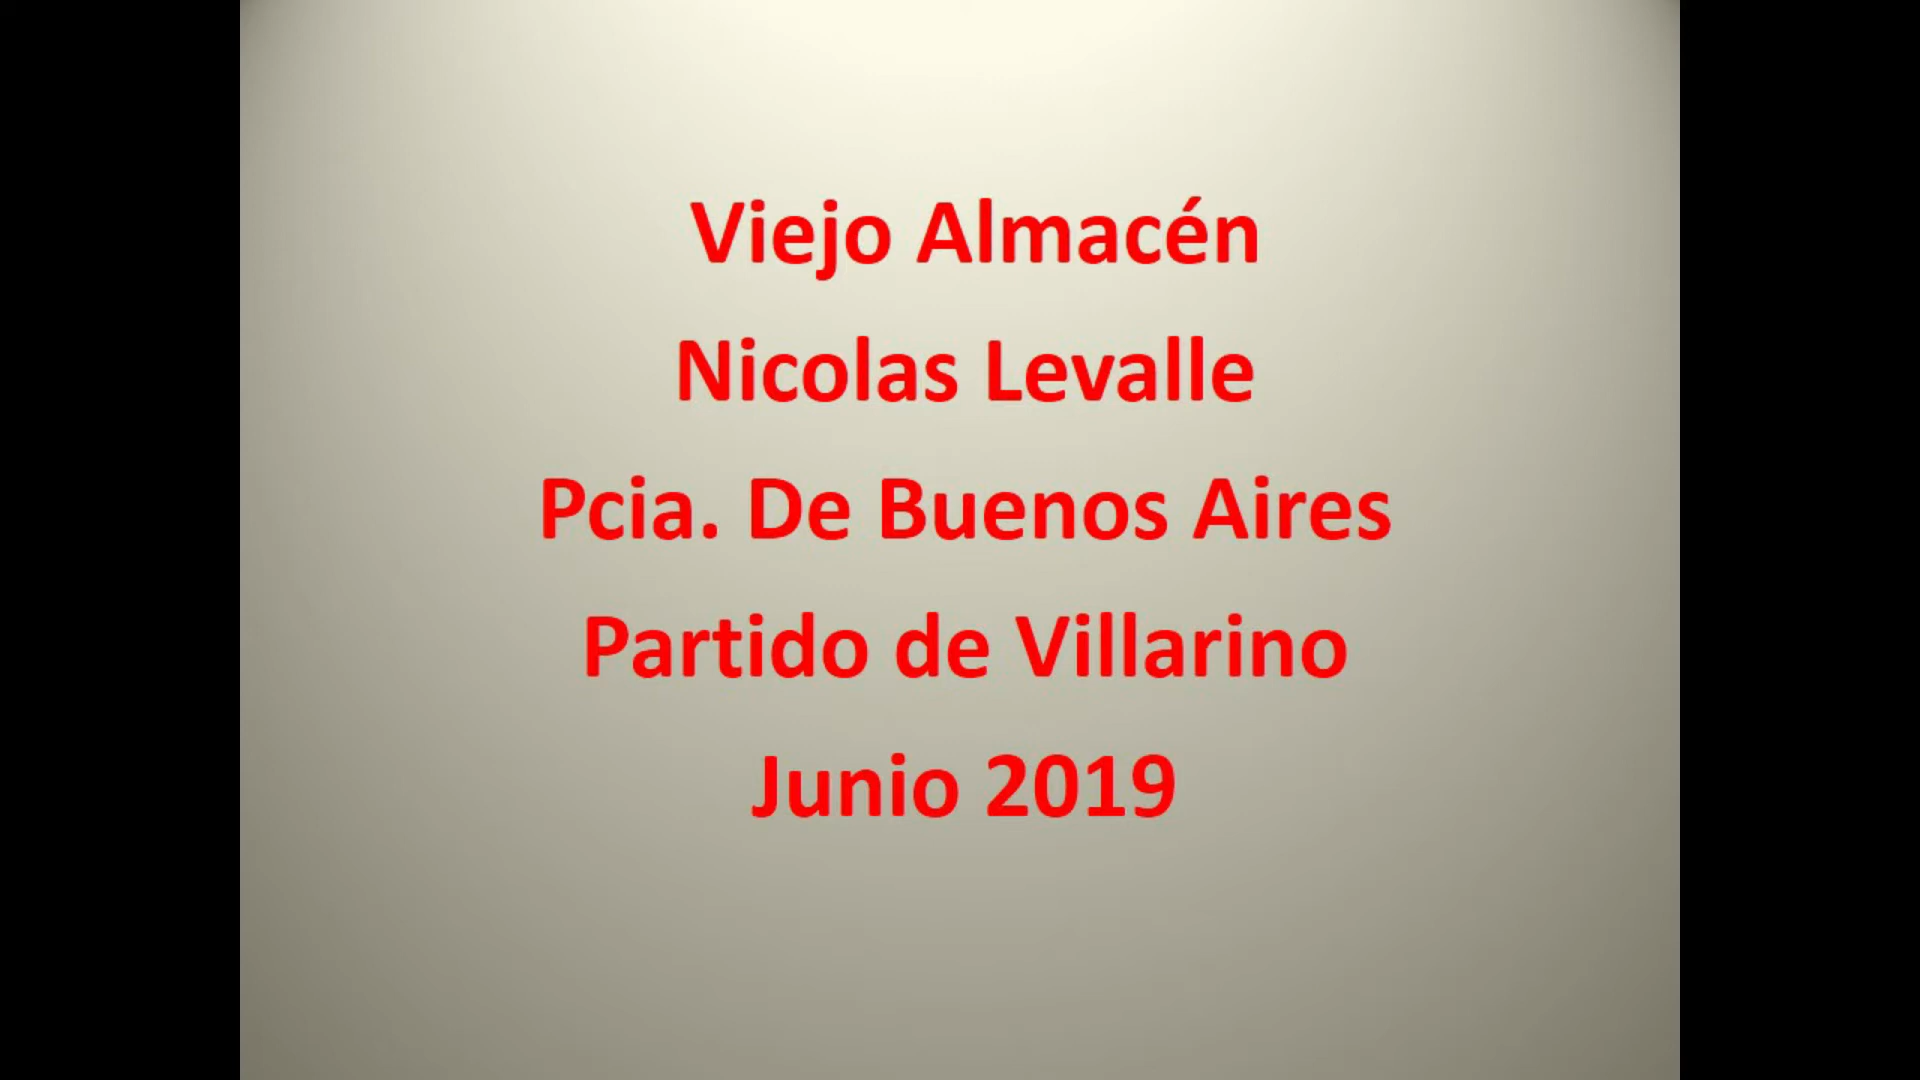 Viejo Almacén
Nicolas Levalle
Pcia. De Buenos Aires
Partido de Villarino
Junio 2019